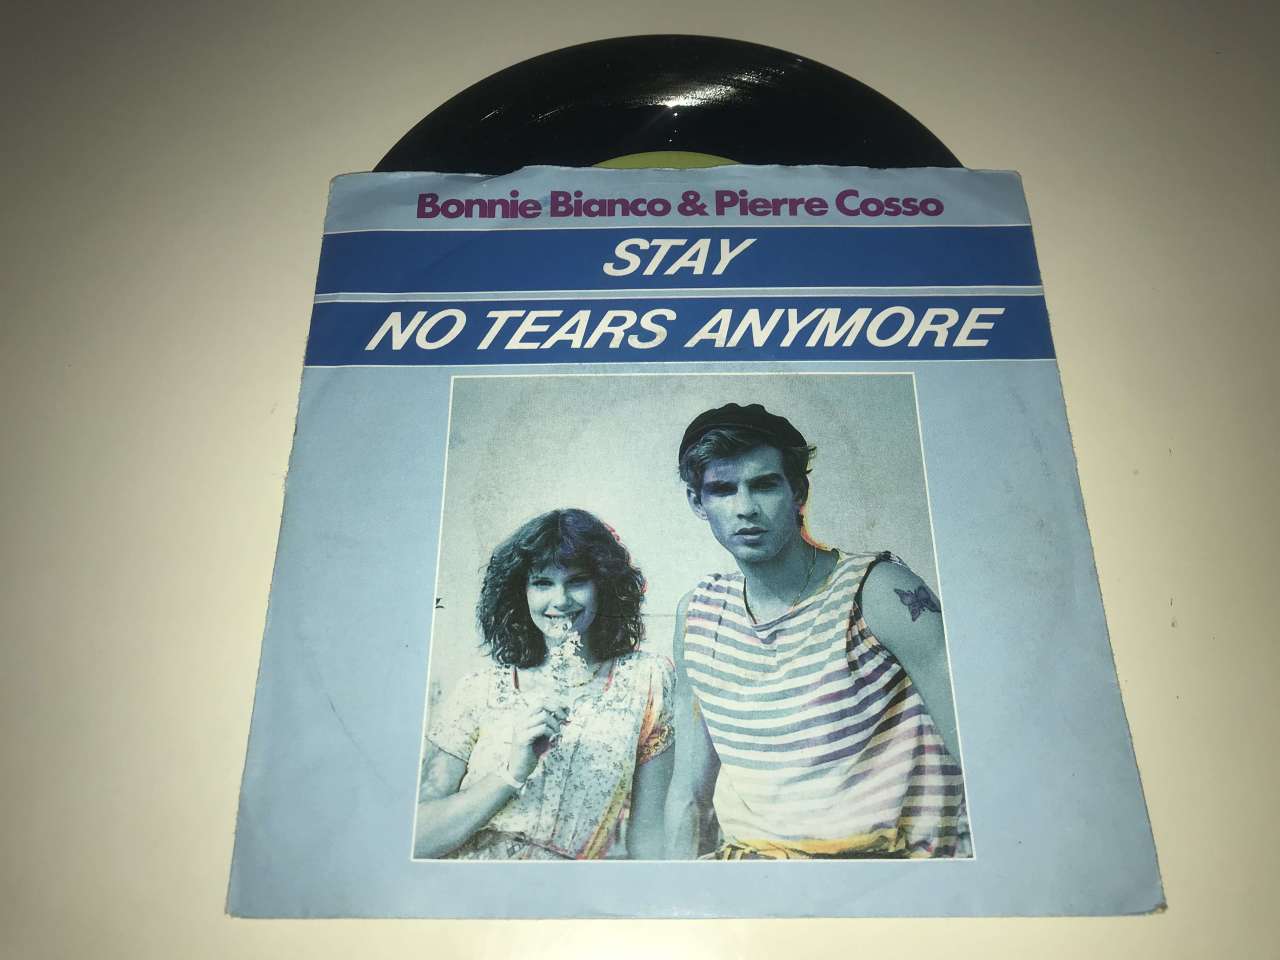 Bonnie Bianco & Pierre Cosso
STAY
NO TEARS ANYMORE